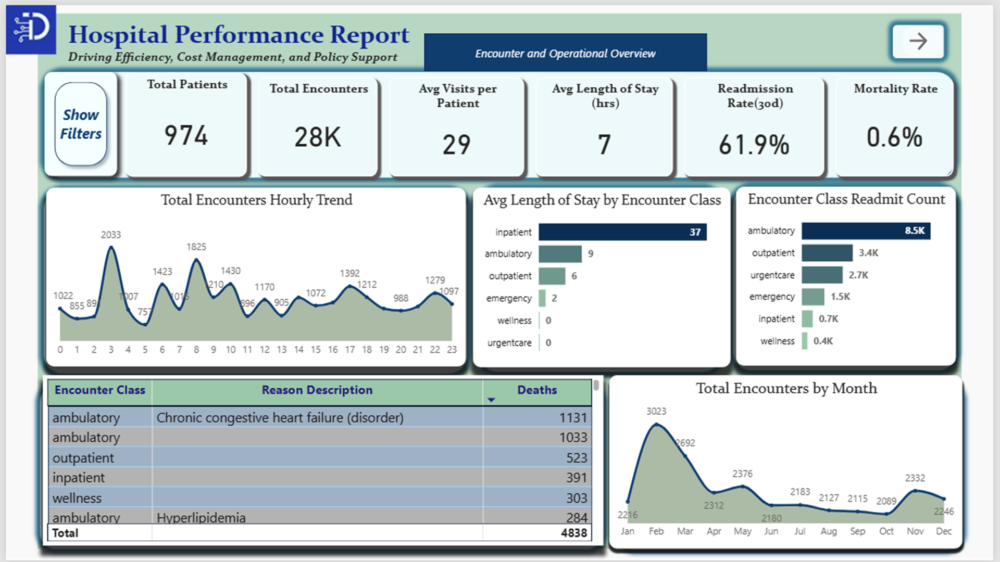 Hospital Performance Report
Driving Efficiency, Cost Management, and Policy Support
Encounter and Operational Overview
Show
Filters
Total Patients
974
Total Encounters
28K
Avg Visits per
Patient
29
Avg Length of Stay
(hrs)
7
Readmission
Rate(30d)
61.9%
Mortality Rate
0.6%
Total Encounters Hourly Trend
2033
1825
1423
1430
1392
1279
1022
855
1007
757
1210
1170
905
1072
1212
988
1097
0 1 2 3 4 5 6 7 8 9 10 11 12 13 14 15 16 17 18 19 20 21 22 23
Avg Length of Stay by Encounter Class
inpatient 37
ambulatory 9
outpatient 6
emergency 2
wellness 0
urgentcare 0
Encounter Class Readmit Count
ambulatory 8.5K
outpatient 3.4K
urgentcare 2.7K
emergency 1.5K
inpatient 0.7K
wellness 0.4K
Encounter Class Reason Description Deaths
ambulatory Chronic congestive heart failure (disorder) 1131
ambulatory 1033
outpatient 523
inpatient 391
wellness 303
ambulatory Hyperlipidemia 284
Total 4838
Total Encounters by Month
3023
2692
2376
2332
2183
2127
2115
2089
2312
2216
2180
2246
Jan Feb Mar Apr May Jun Jul Aug Sep Oct Nov Dec